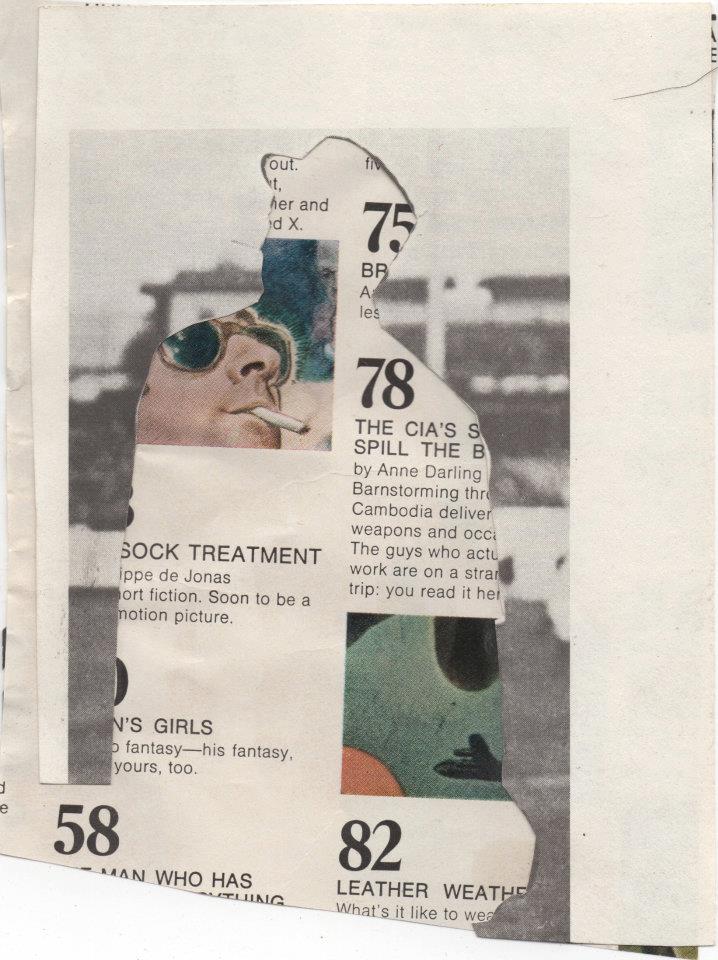 out.
her and
X.
SOCK TREATMENT
ippe de Jonas
ort fiction. Soon to be a
motion picture.
N'S GIRLS
fantasy—his fantasy,
yours, too.
58
MAN WHO HAS
75
BR
les
78
THE CIA'S S
SPILL THE B
by Anne Darling
Barnstorming thr
Cambodia deliver
weapons and occ
The guys who actu
work are on a stra
trip: you read it her
82
LEATHER WEATHE
What's it like to wea